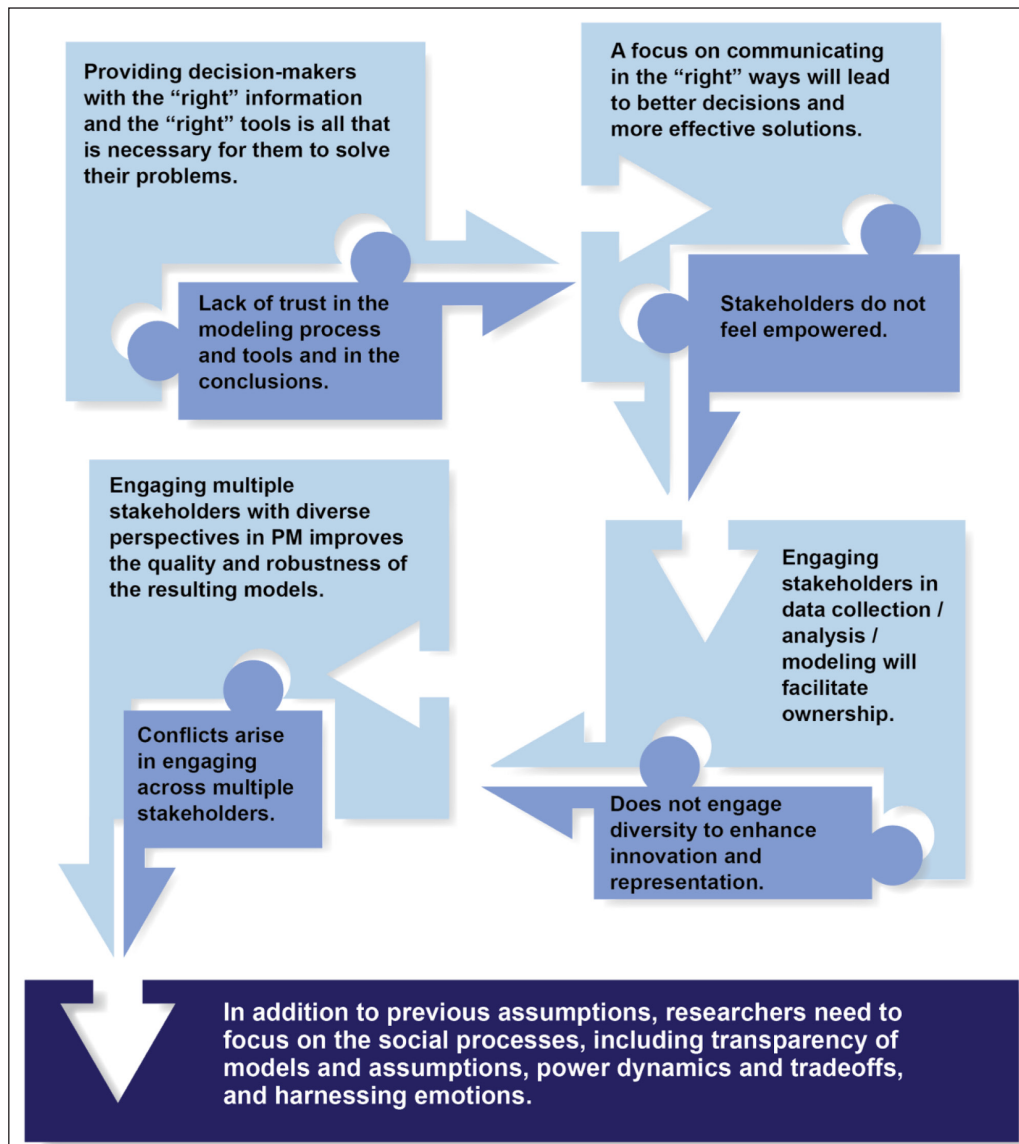 Providing decision-makers
with the “right” information
and the “right” tools is all that
is necessary for them to solve
their problems.
Lack of trust in the
modeling process
and tools and in the
conclusions.
A focus on communicating
in the “right” ways will lead
to better decisions and
more effective solutions.
Stakeholders do not
feel empowered.
Engaging
stakeholders in
data collection /
analysis /
modeling will
facilitate
ownership.
Does not engage
diversity to enhance
innovation and
representation.
Engaging multiple
stakeholders with diverse
perspectives in PM improves
the quality and robustness of
the resulting models.
Conflicts arise
in engaging
across multiple
stakeholders.
In addition to previous assumptions, researchers need to
focus on the social processes, including transparency of
models and assumptions, power dynamics and tradeoffs,
and harnessing emotions.